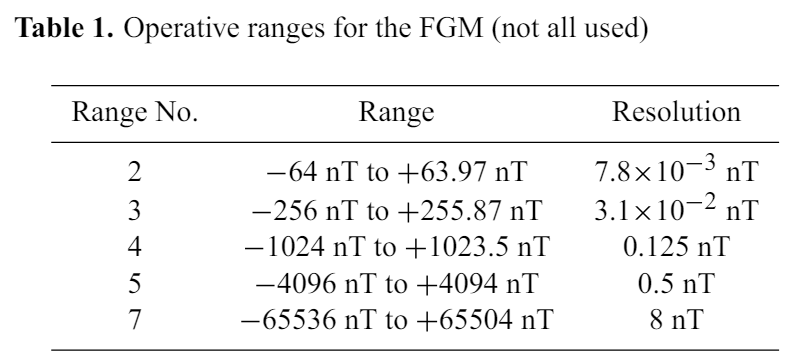 Table 1. Operative ranges for the FGM (not all used)
Range No. Range Resolution
2 −64 nT to +63.97 nT 7.8×10⁻³ nT
3 −256 nT to +255.87 nT 3.1×10⁻² nT
4 −1024 nT to +1023.5 nT 0.125 nT
5 −4096 nT to +4094 nT 0.5 nT
7 −65536 nT to +65504 nT 8 nT